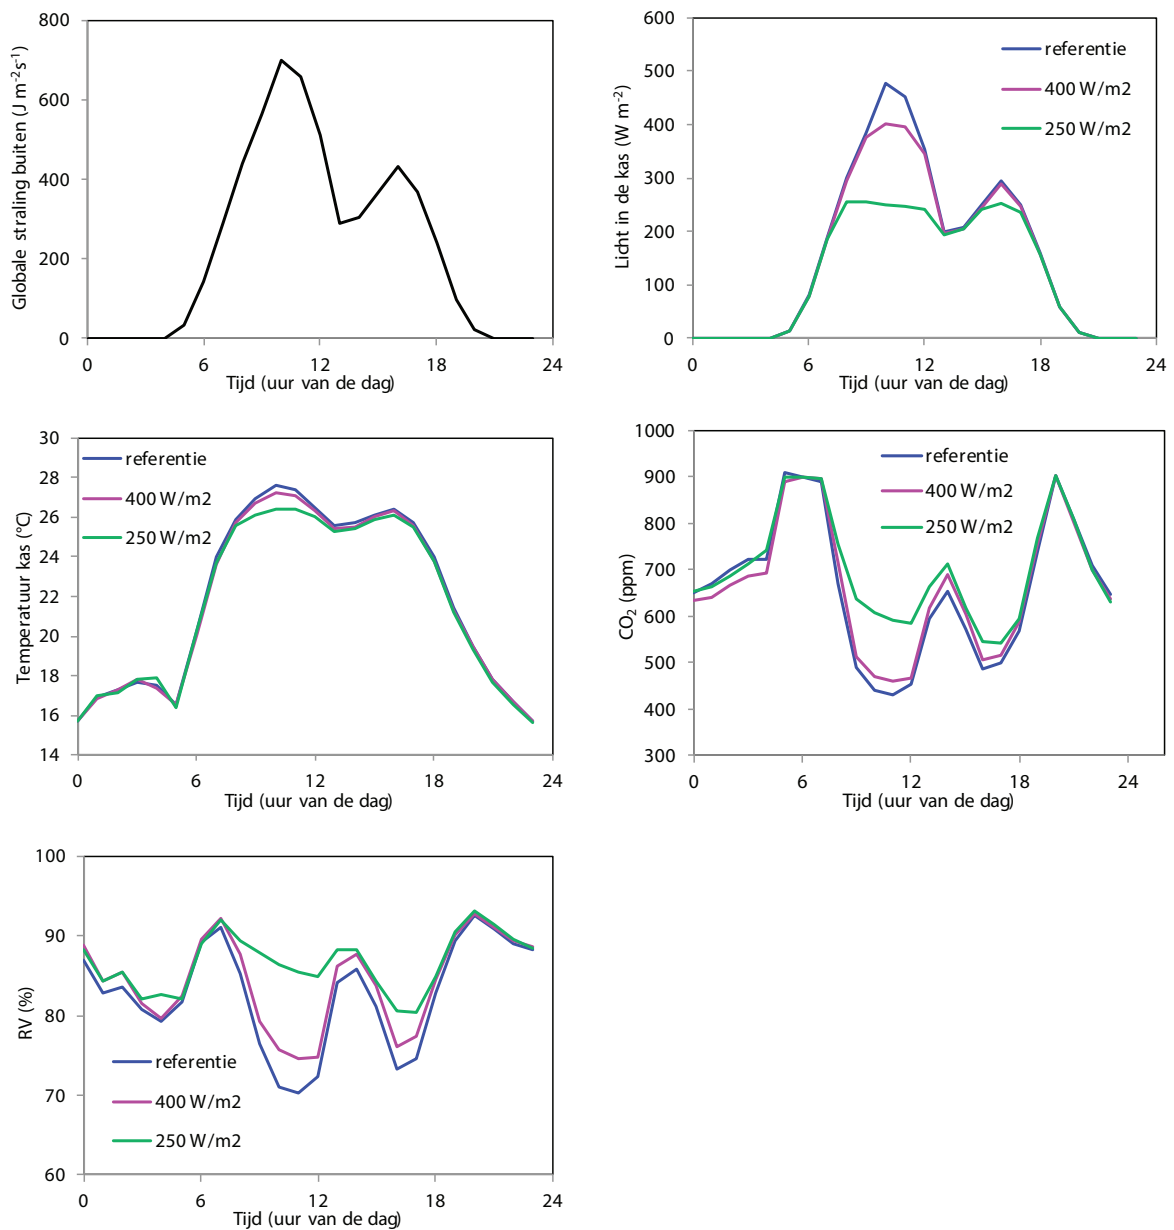 800
600
400
200
0
0 6 12 18 24
Globale straling buiten (J m⁻²s⁻¹)
Tijd (uur van de dag)
600
500
400
300
200
100
0
0 6 12 18 24
Licht in de kas (W m⁻²)
Tijd (uur van de dag)
referentie
400 W/m2
250 W/m2
30
28
26
24
22
20
18
16
14
0 6 12 18 24
Temperatuur kas (°C)
Tijd (uur van de dag)
referentie
400 W/m2
250 W/m2
1000
900
800
700
600
500
400
300
0 6 12 18 24
CO₂ (ppm)
Tijd (uur van de dag)
referentie
400 W/m2
250 W/m2
100
90
80
70
60
0 6 12 18 24
RV (%)
Tijd (uur van de dag)
referentie
400 W/m2
250 W/m2